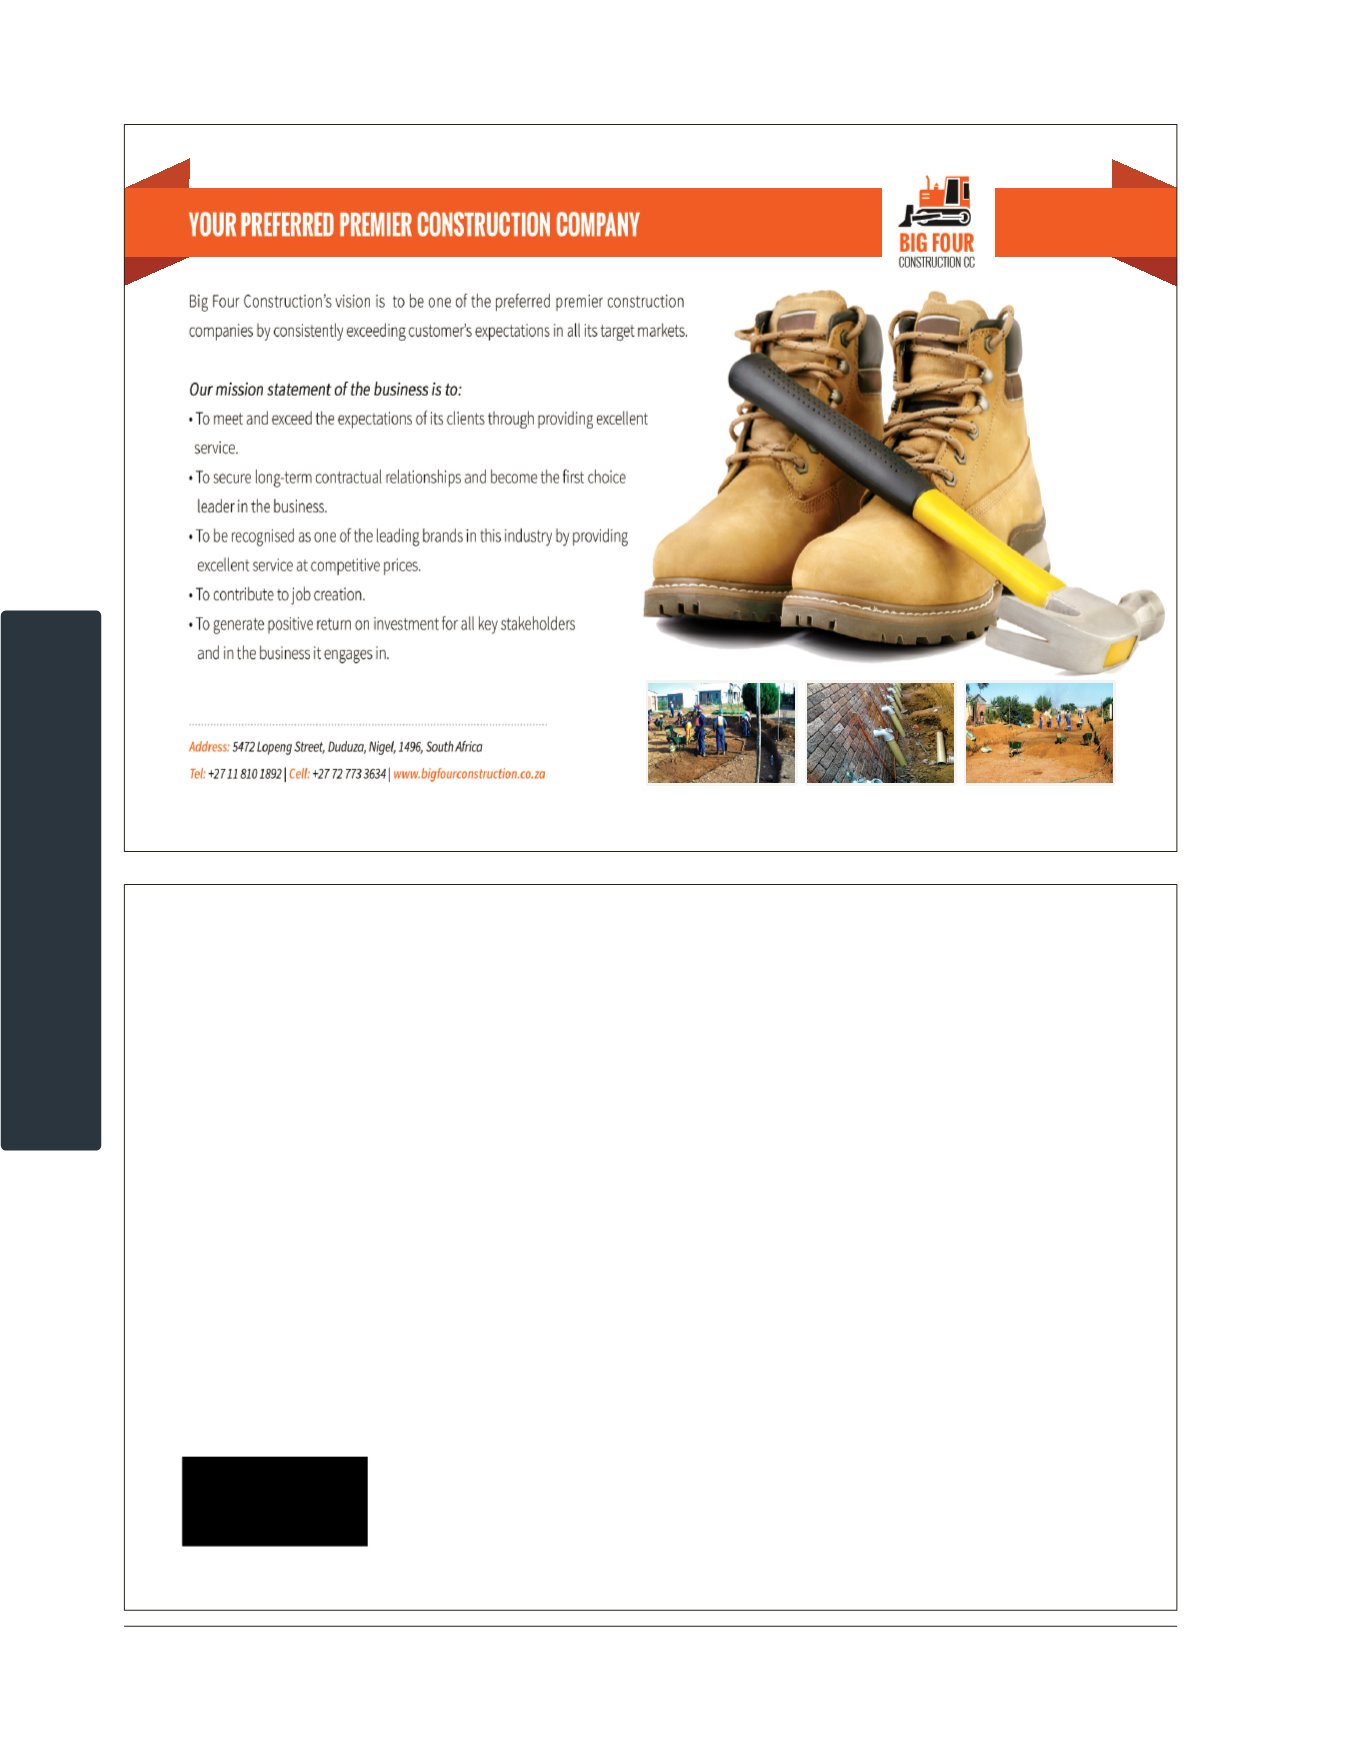 YOUR PREFERRED PREMIER CONSTRUCTION COMPANY
BIG FOUR
CONSTRUCTION CC
Big Four Construction's vision is to be one of the preferred premier construction
companies by consistently exceeding customer's expectations in all its target markets.
Our mission statement of the business is to:
• To meet and exceed the expectations of its clients through providing excellent
service.
• To secure long-term contractual relationships and become the first choice
leader in the business.
• To be recognised as one of the leading brands in this industry by providing
excellent service at competitive prices.
• To contribute to job creation.
• To generate positive return on investment for all key stakeholders
and in the business it engages in.
Address: 5472 Lopeng Street, Duduza, Nigel, 1496, South Africa
Tel: +27 11 810 1892 | Cell: +27 72 773 3634 | www.bigfourconstruction.co.za